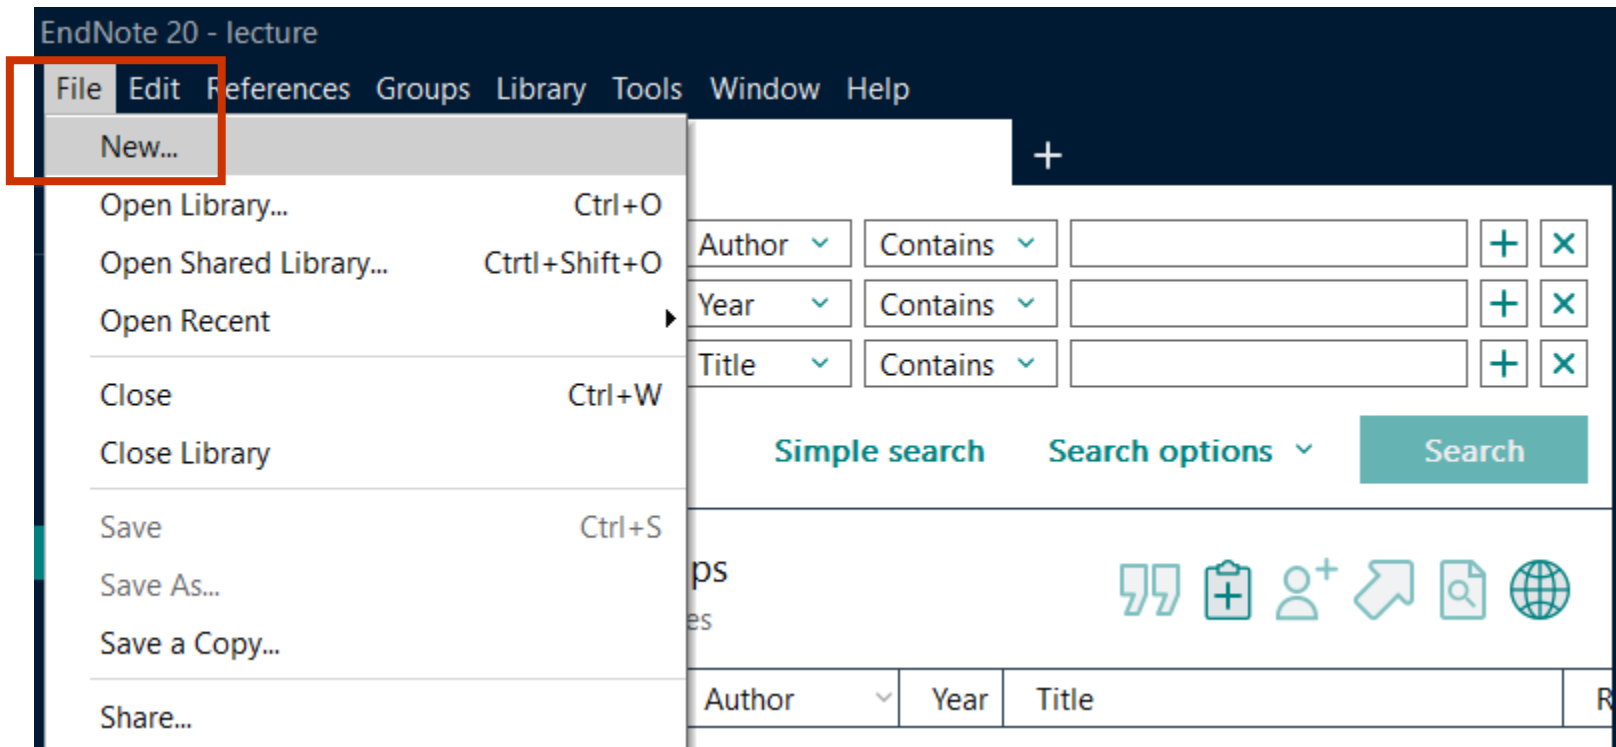 EndNote 20 - lecture
File Edit References Groups Library Tools Window Help
New...
Open Library... Ctrl+O
Open Shared Library... Ctrtl+Shift+O
Open Recent
Close Ctrl+W
Close Library
Save Ctrl+S
Save As...
Save a Copy...
Share...
+
Author Contains
Year Contains
Title Contains
Simple search Search options Search
ps
es
Author Year Title R